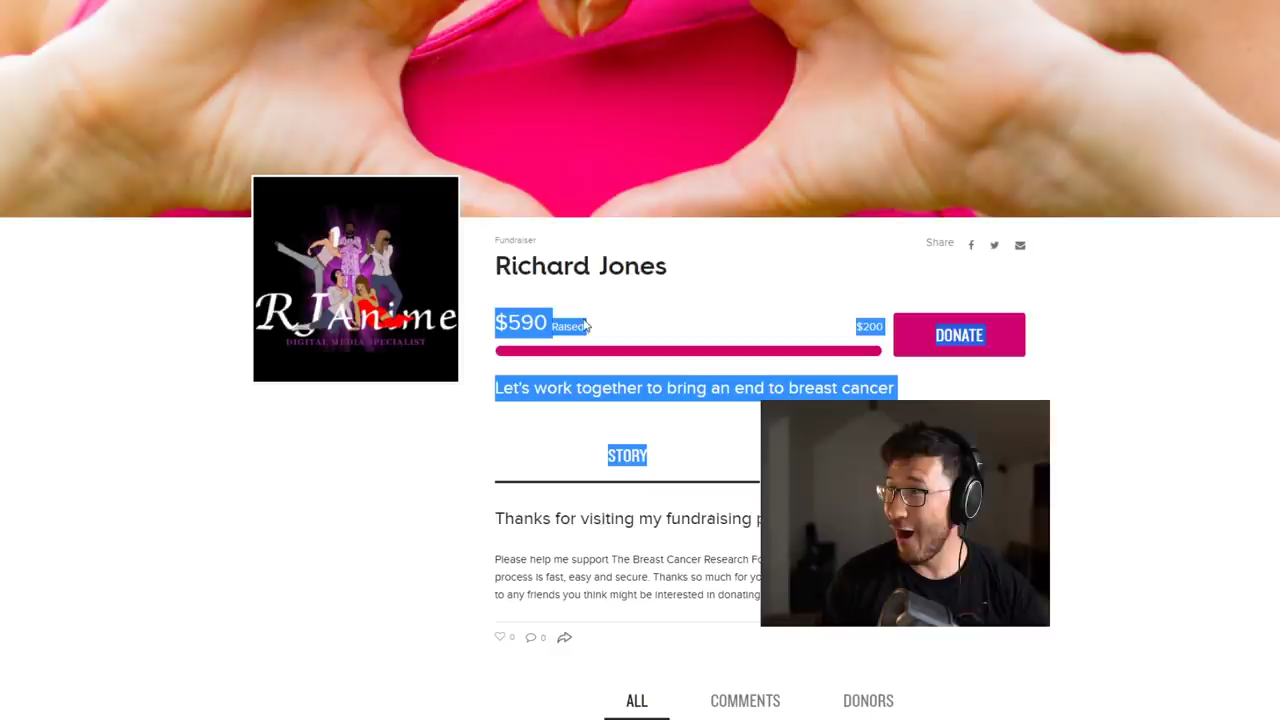 Fundraiser
Share
Richard Jones
$590 Raised
$200
DONATE
Let's work together to bring an end to breast cancer
STORY
Thanks for visiting my fundraising
Please help me support The Breast Cancer Research
process is fast, easy and secure. Thanks so much for
to any friends you think might be interested in donating
0
0
RJ Anime
DIGITAL MEDIA SPECIALIST
ALL
COMMENTS
DONORS